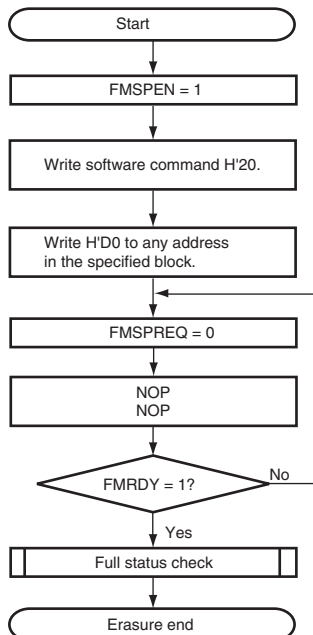 Start
FMSPEN = 1
Write software command H'20.
Write H'D0 to any address
in the specified block.
FMSPREQ = 0
NOP
NOP
FMRDY = 1?
No
Yes
Full status check
Erasure end